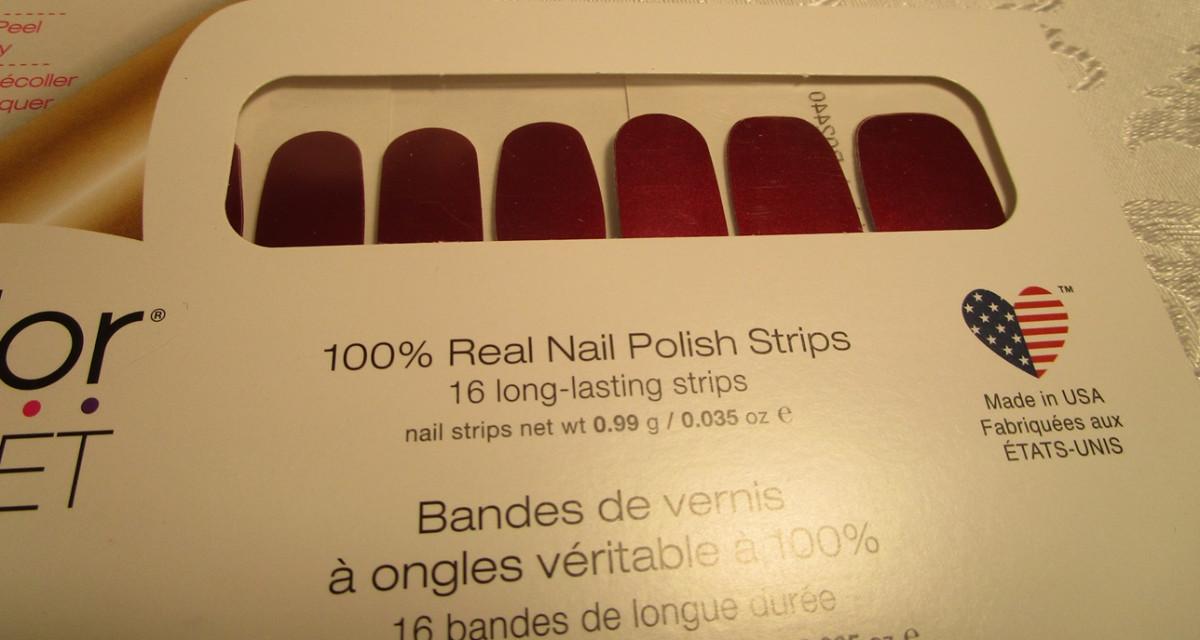 Peel
y
écoller
quer
lor®
ET
100% Real Nail Polish Strips
16 long-lasting strips
nail strips net wt 0.99 g / 0.035 oz ℮
TM
Made in USA
Fabriquées aux
ÉTATS-UNIS
Bandes de vernis
à ongles véritable à 100%
16 bandes de longue durée
oz ℮